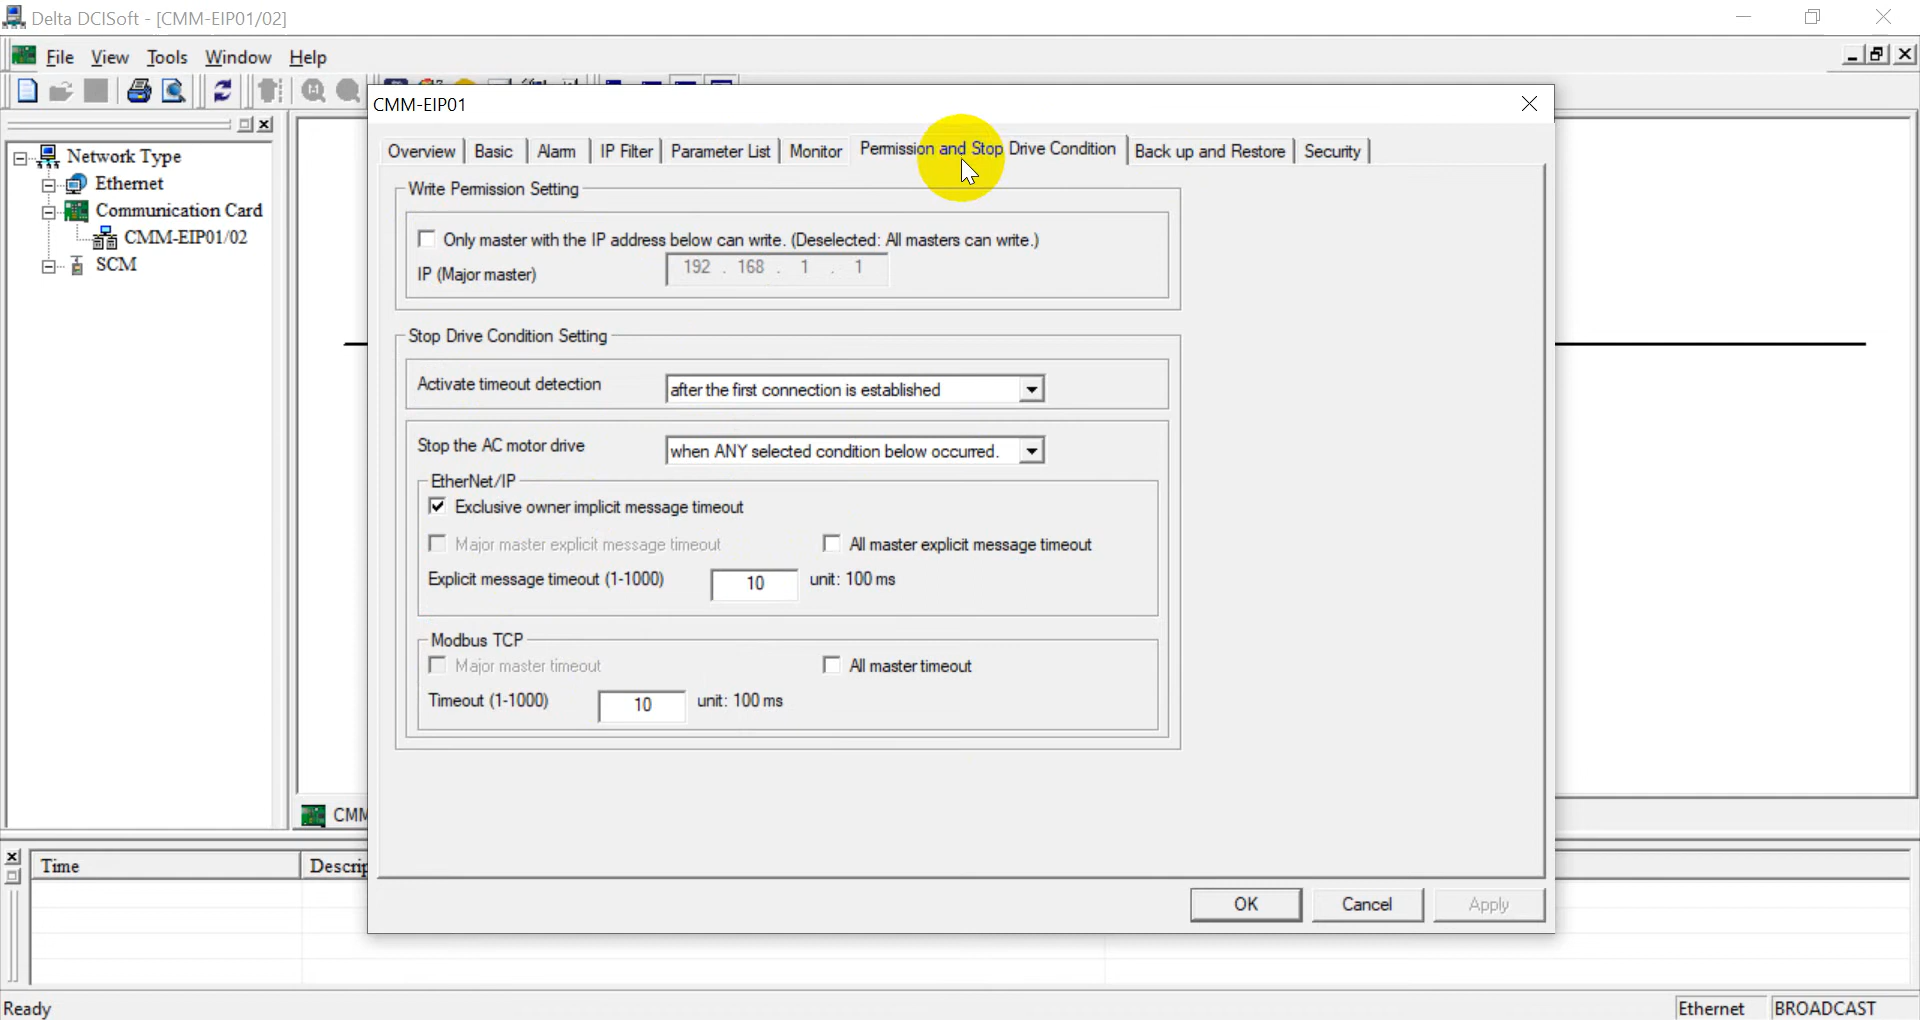 Delta DCISoft - [CMM-EIP01/02]
File View Tools Window Help
CMM-EIP01
Overview Basic Alarm IP Filter Parameter List Monitor Permission and Stop Drive Condition Back up and Restore Security
Network Type
Ethernet
Communication Card
CMM-EIP01/02
SCM
Write Permission Setting
Only master with the IP address below can write. (Deselected: All masters can write.)
IP (Major master) 192 . 168 . 1 . 1
Stop Drive Condition Setting
Activate timeout detection after the first connection is established
Stop the AC motor drive when ANY selected condition below occurred.
EtherNet/IP
Exclusive owner implicit message timeout
Major master explicit message timeout All master explicit message timeout
Explicit message timeout (1-1000) 10 unit: 100 ms
Modbus TCP
Major master timeout All master timeout
Timeout (1-1000) 10 unit: 100 ms
CMM
Time Descrip
OK Cancel Apply
Ready Ethernet BROADCAST